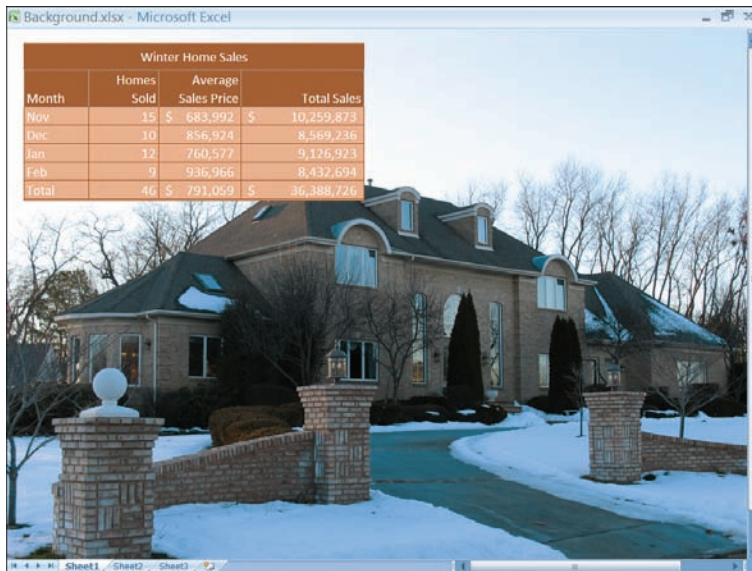 Background.xlsx - Microsoft Excel
Winter Home Sales
Month Homes Sold Average Sales Price Total Sales
Nov 15 $ 683,992 $ 10,259,873
Dec 10 856,924 8,569,236
Jan 12 760,577 9,126,923
Feb 9 936,966 8,432,694
Total 46 $ 791,059 $ 36,388,726
Sheet1 Sheet2 Sheet3